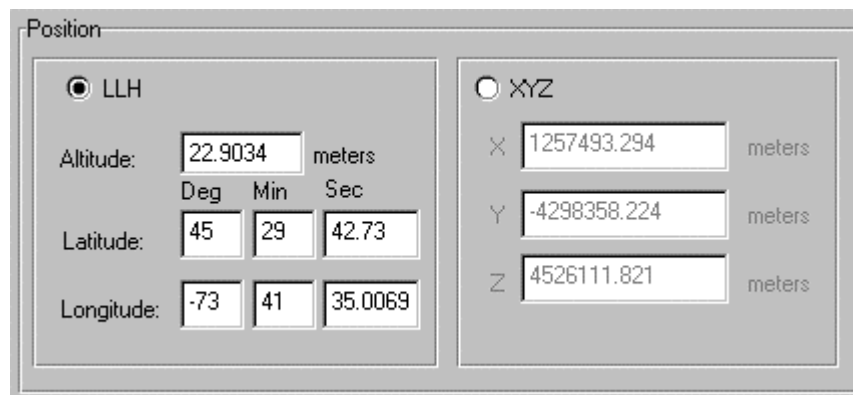 Position
LLH
Altitude: 22.9034 meters
Deg Min Sec
Latitude: 45 29 42.73
Longitude: -73 41 35.0069
XYZ
X 1257493.294 meters
Y -4298358.224 meters
Z 4526111.821 meters